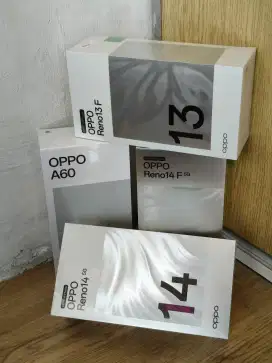 OPPO
Reno13 F
13
oppo
OPPO
A60
OPPO
Reno14 F 5G
OPPO
Reno14 5G
14
oppo